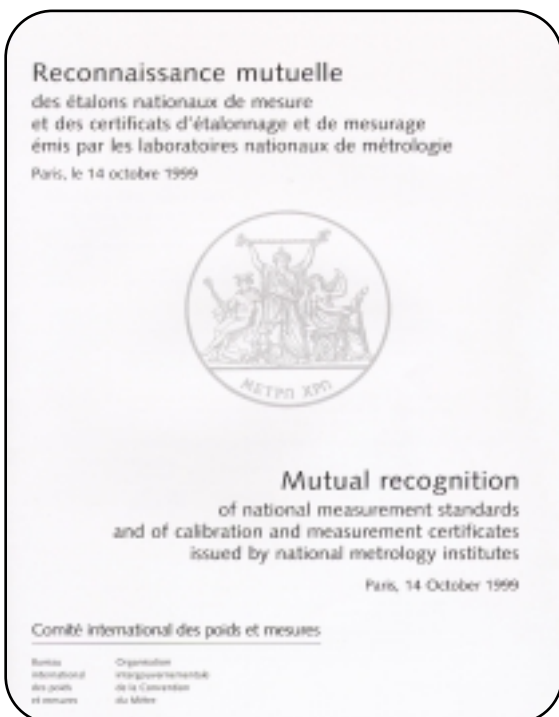 Reconnaissance mutuelle
des étalons nationaux de mesure
et des certificats d'étalonnage et de mesurage
émis par les laboratoires nationaux de métrologie
Paris, le 14 octobre 1999
ΜΕΤΡΩ ΧΡΩ
Mutual recognition
of national measurement standards
and of calibration and measurement certificates
issued by national metrology institutes
Paris, 14 October 1999
Comité international des poids et mesures
Bureau
international
des poids
et mesures
Organisation
intergouvernementale
de la Convention
du Mètre